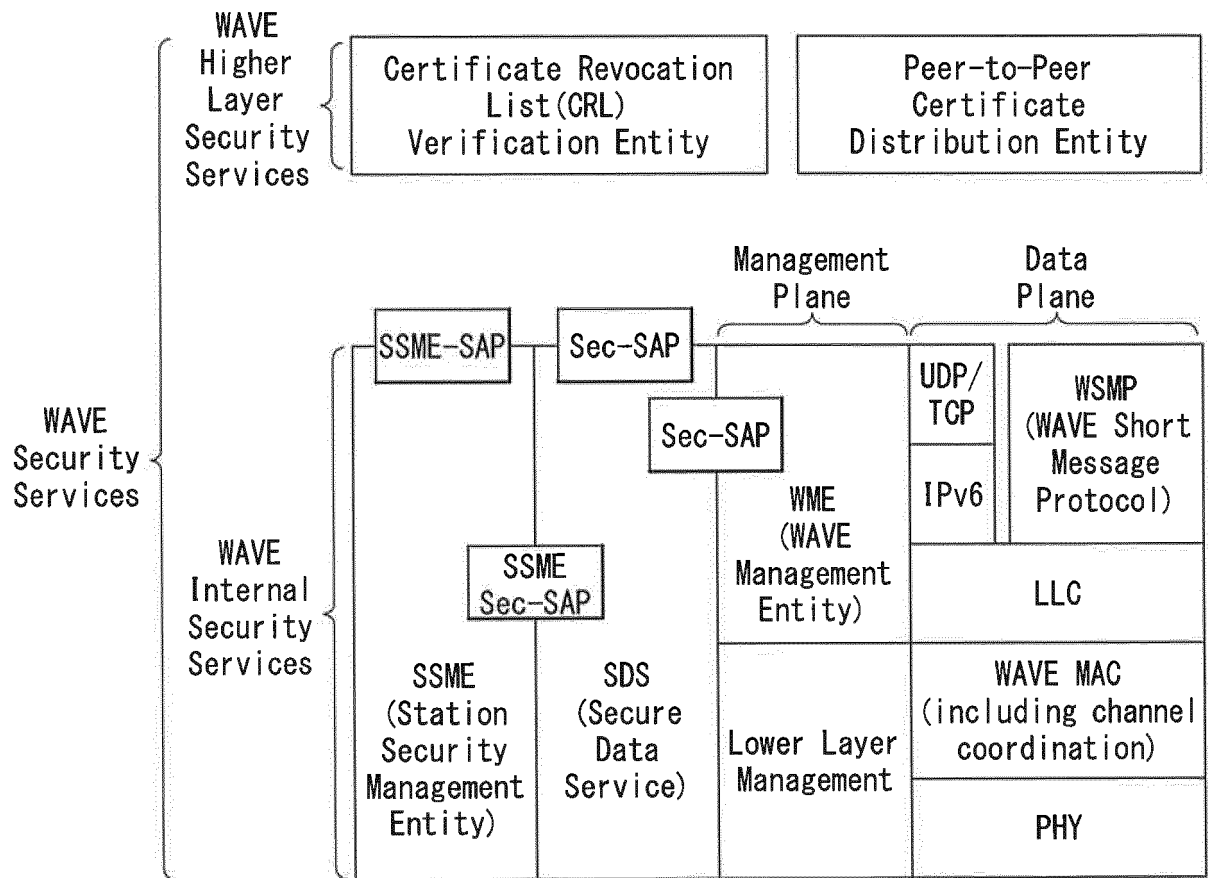 WAVE
Higher
Layer
Security
Services
Certificate Revocation
List(CRL)
Verification Entity
Peer-to-Peer
Certificate
Distribution Entity
Management
Plane
Data
Plane
WAVE
Security
Services
WAVE
Internal
Security
Services
SSME-SAP
Sec-SAP
Sec-SAP
SSME
Sec-SAP
SSME
(Station
Security
Management
Entity)
SDS
(Secure
Data
Service)
WME
(WAVE
Management
Entity)
Lower Layer
Management
UDP/
TCP
IPv6
WSMP
(WAVE Short
Message
Protocol)
LLC
WAVE MAC
(including channel
coordination)
PHY